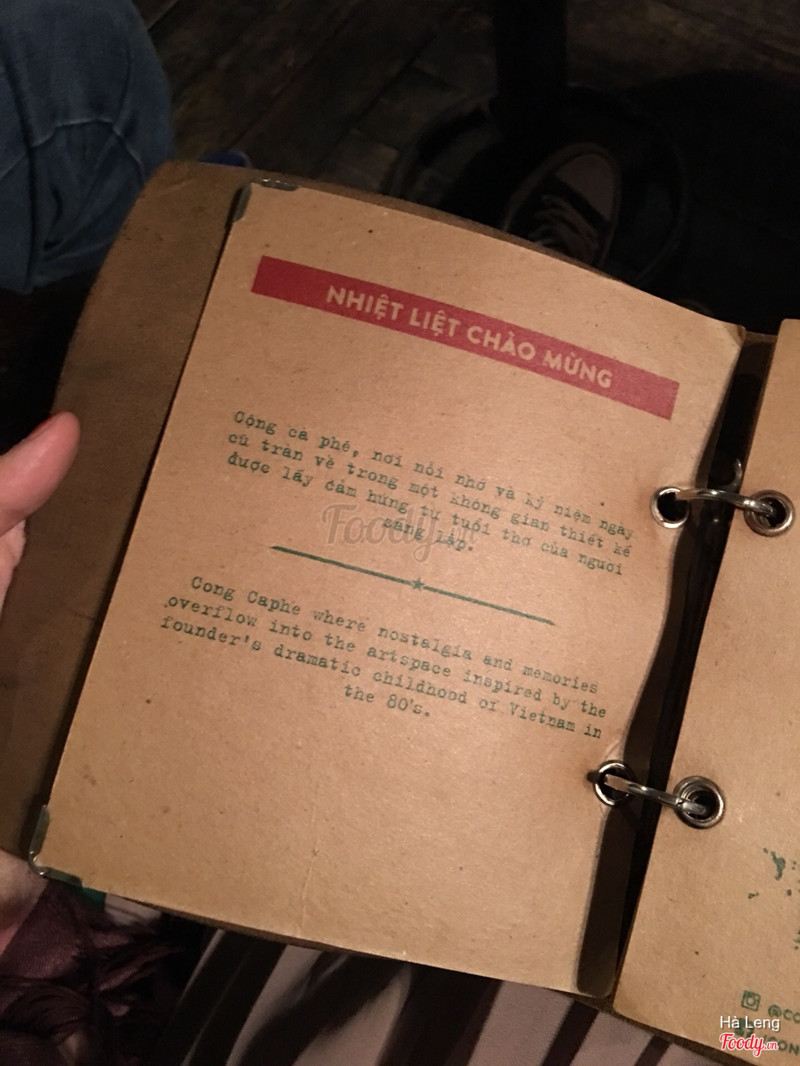 NHIỆT LIỆT CHÀO MỪNG
Cộng cà phê, nơi nỗi nhớ và kỷ niệm ngày
cũ tràn về trong một không gian thiết kế
được lấy cảm hứng từ tuổi thơ của người
sáng lập.
Cong Caphe where nostalgia and memories
overflow into the artspace inspired by the
founder's dramatic childhood of Vietnam in
the 80's.
Foody.vn
Hà Leng
Foody.vn